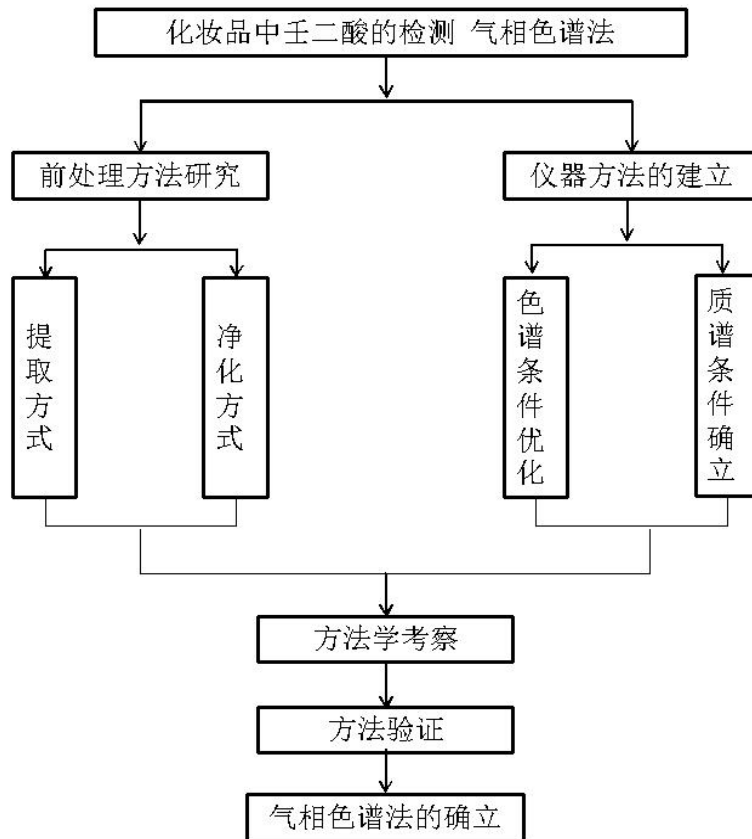 化妆品中壬二酸的检测 气相色谱法
前处理方法研究
仪器方法的建立
提取方式
净化方式
色谱条件优化
质谱条件确立
方法学考察
方法验证
气相色谱法的确立